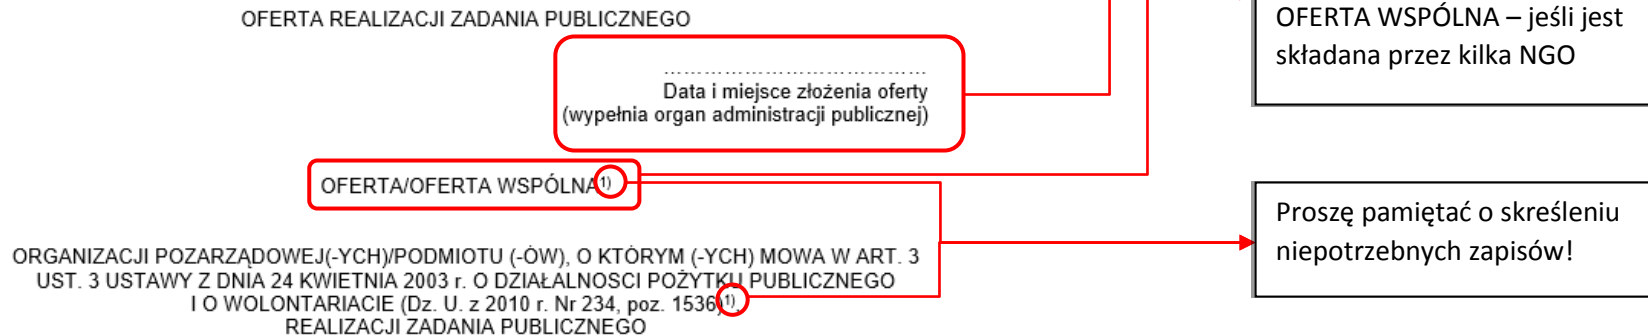 OFERTA REALIZACJI ZADANIA PUBLICZNEGO
OFERTA WSPÓLNA – jeśli jest
składana przez kilka NGO
……………………………………
Data i miejsce złożenia oferty
(wypełnia organ administracji publicznej)
OFERTA/OFERTA WSPÓLNA1)
Proszę pamiętać o skreśleniu
niepotrzebnych zapisów!
ORGANIZACJI POZARZĄDOWEJ(-YCH)/PODMIOTU (-ÓW), O KTÓRYM (-YCH) MOWA W ART. 3
UST. 3 USTAWY Z DNIA 24 KWIETNIA 2003 r. O DZIAŁALNOŚCI POŻYTKU PUBLICZNEGO
I O WOLONTARIACIE (Dz. U. z 2010 r. Nr 234, poz. 1536)1),
REALIZACJI ZADANIA PUBLICZNEGO